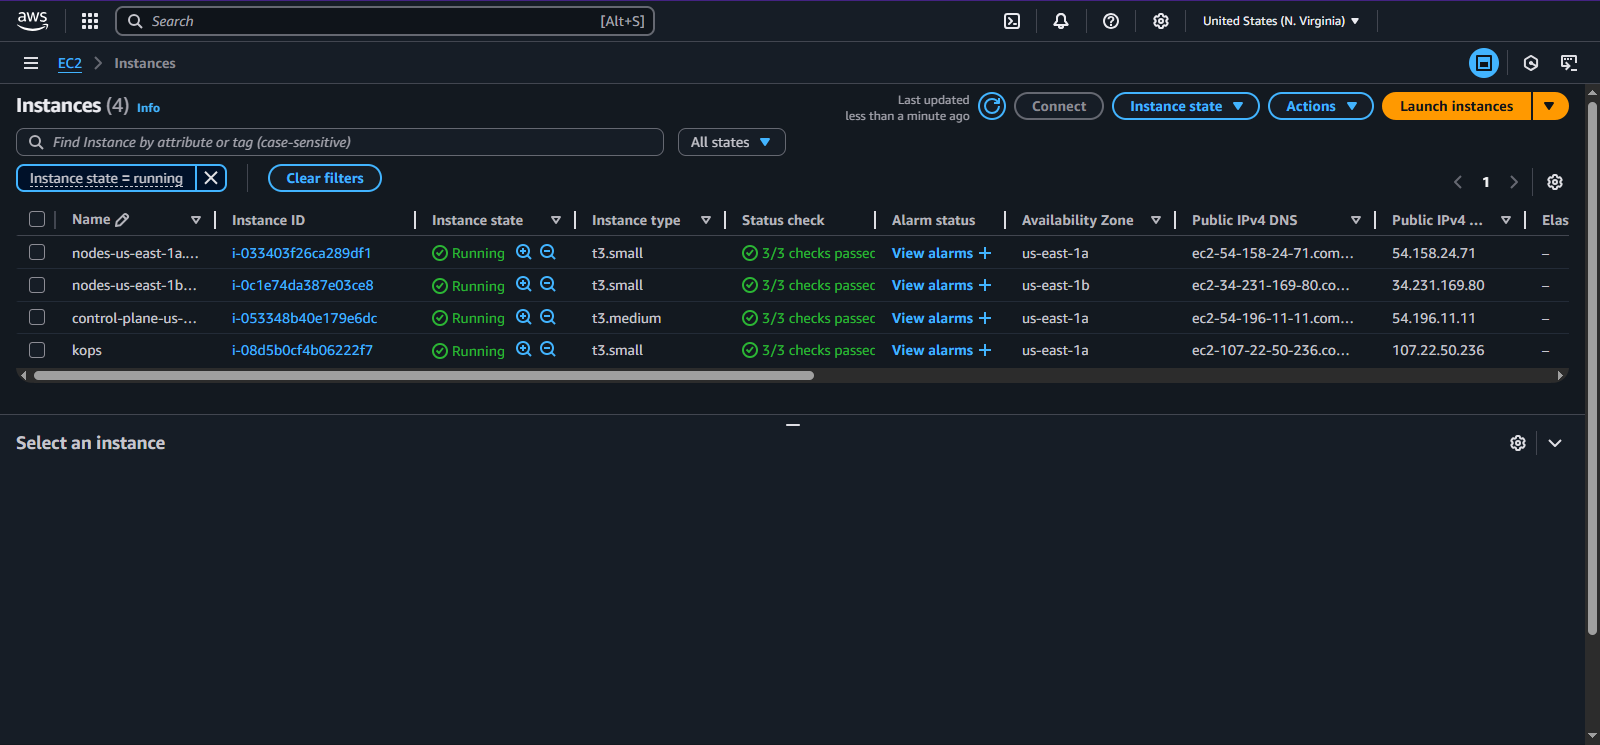 aws
Search [Alt+S]
United States (N. Virginia)
EC2 Instances
Instances (4) Info
Last updated
less than a minute ago
Connect Instance state Actions Launch instances
Find Instance by attribute or tag (case-sensitive) All states
Instance state = running Clear filters
1
Name Instance ID Instance state Instance type Status check Alarm status Availability Zone Public IPv4 DNS Public IPv4 ... Elas
nodes-us-east-1a.... i-033403f26ca289df1 Running t3.small 3/3 checks passed View alarms + us-east-1a ec2-54-158-24-71.com... 54.158.24.71 –
nodes-us-east-1b... i-0c1e74da387e03ce8 Running t3.small 3/3 checks passed View alarms + us-east-1b ec2-34-231-169-80.co... 34.231.169.80 –
control-plane-us-... i-053348b40e179e6dc Running t3.medium 3/3 checks passed View alarms + us-east-1a ec2-54-196-11-11.com... 54.196.11.11 –
kops i-08d5b0cf4b06222f7 Running t3.small 3/3 checks passed View alarms + us-east-1a ec2-107-22-50-236.co... 107.22.50.236 –
Select an instance